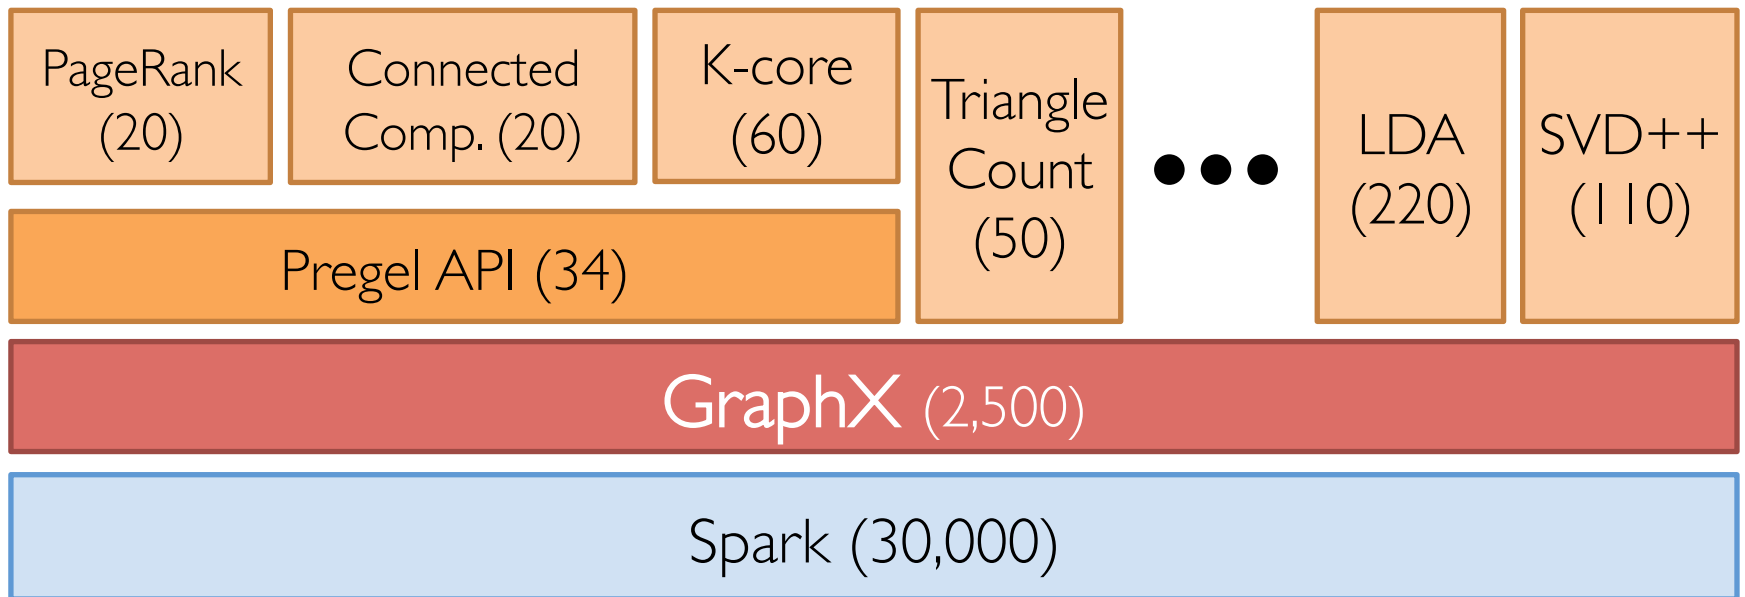 PageRank
(20)
Connected
Comp. (20)
K-core
(60)
Triangle
Count
(50)
LDA
(220)
SVD++
(110)
Pregel API (34)
GraphX (2,500)
Spark (30,000)